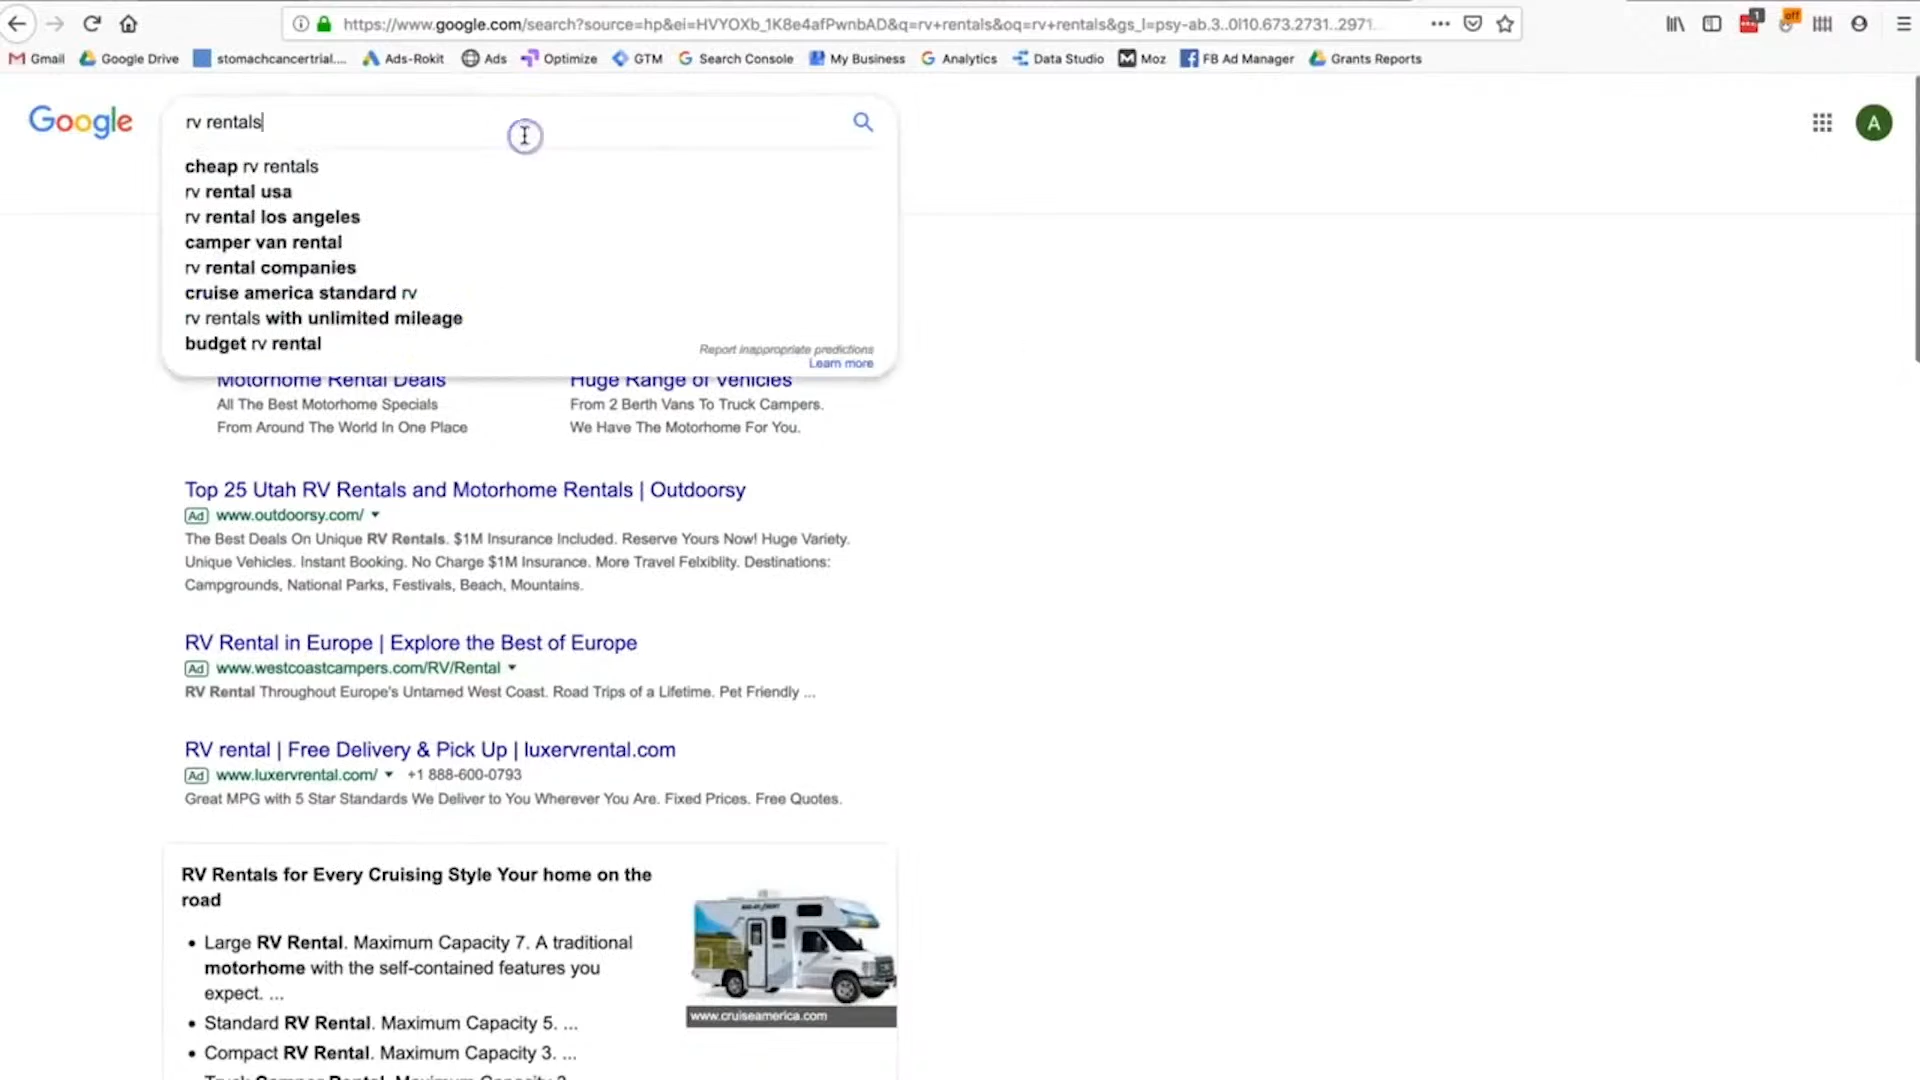 https://www.google.com/search?source=hp&ei=HVYOXb_1K8e4afPwnbAD&q=rv+rentals&oq=rv+rentals&gs_l=psy-ab.3..0l10.673.2731..2971...
1
off
Gmail Google Drive stomachcancertrial.... Ads-Rokit Ads Optimize GTM Search Console My Business Analytics Data Studio Moz FB Ad Manager Grants Reports
Google
rv rentals
A
cheap rv rentals
rv rental usa
rv rental los angeles
camper van rental
rv rental companies
cruise america standard rv
rv rentals with unlimited mileage
budget rv rental
Report inappropriate predictions
Learn more
Motorhome Rental Deals
Huge Range of Vehicles
All The Best Motorhome Specials
From 2 Berth Vans To Truck Campers.
From Around The World In One Place
We Have The Motorhome For You.
Top 25 Utah RV Rentals and Motorhome Rentals | Outdoorsy
Ad www.outdoorsy.com/
The Best Deals On Unique RV Rentals. $1M Insurance Included. Reserve Yours Now! Huge Variety.
Unique Vehicles. Instant Booking. No Charge $1M Insurance. More Travel Felxiblity. Destinations:
Campgrounds, National Parks, Festivals, Beach, Mountains.
RV Rental in Europe | Explore the Best of Europe
Ad www.westcoastcampers.com/RV/Rental
RV Rental Throughout Europe's Untamed West Coast. Road Trips of a Lifetime. Pet Friendly ...
RV rental | Free Delivery & Pick Up | luxervrental.com
Ad www.luxervrental.com/ +1 888-600-0793
Great MPG with 5 Star Standards We Deliver to You Wherever You Are. Fixed Prices. Free Quotes.
RV Rentals for Every Cruising Style Your home on the
road
• Large RV Rental. Maximum Capacity 7. A traditional
motorhome with the self-contained features you
expect. ...
www.cruiseamerica.com
• Standard RV Rental. Maximum Capacity 5. ...
• Compact RV Rental. Maximum Capacity 3. ...
Truck Camper Rental. Maximum Capacity